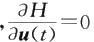 , ∂H/∂u(t) = 0